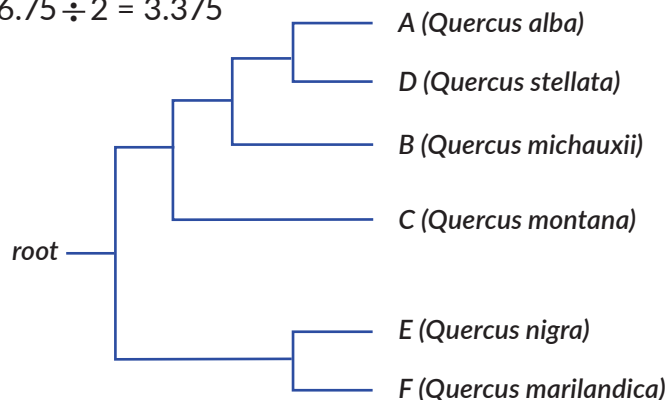 6.75 ÷ 2 = 3.375
A (Quercus alba)
D (Quercus stellata)
B (Quercus michauxii)
C (Quercus montana)
root
E (Quercus nigra)
F (Quercus marilandica)